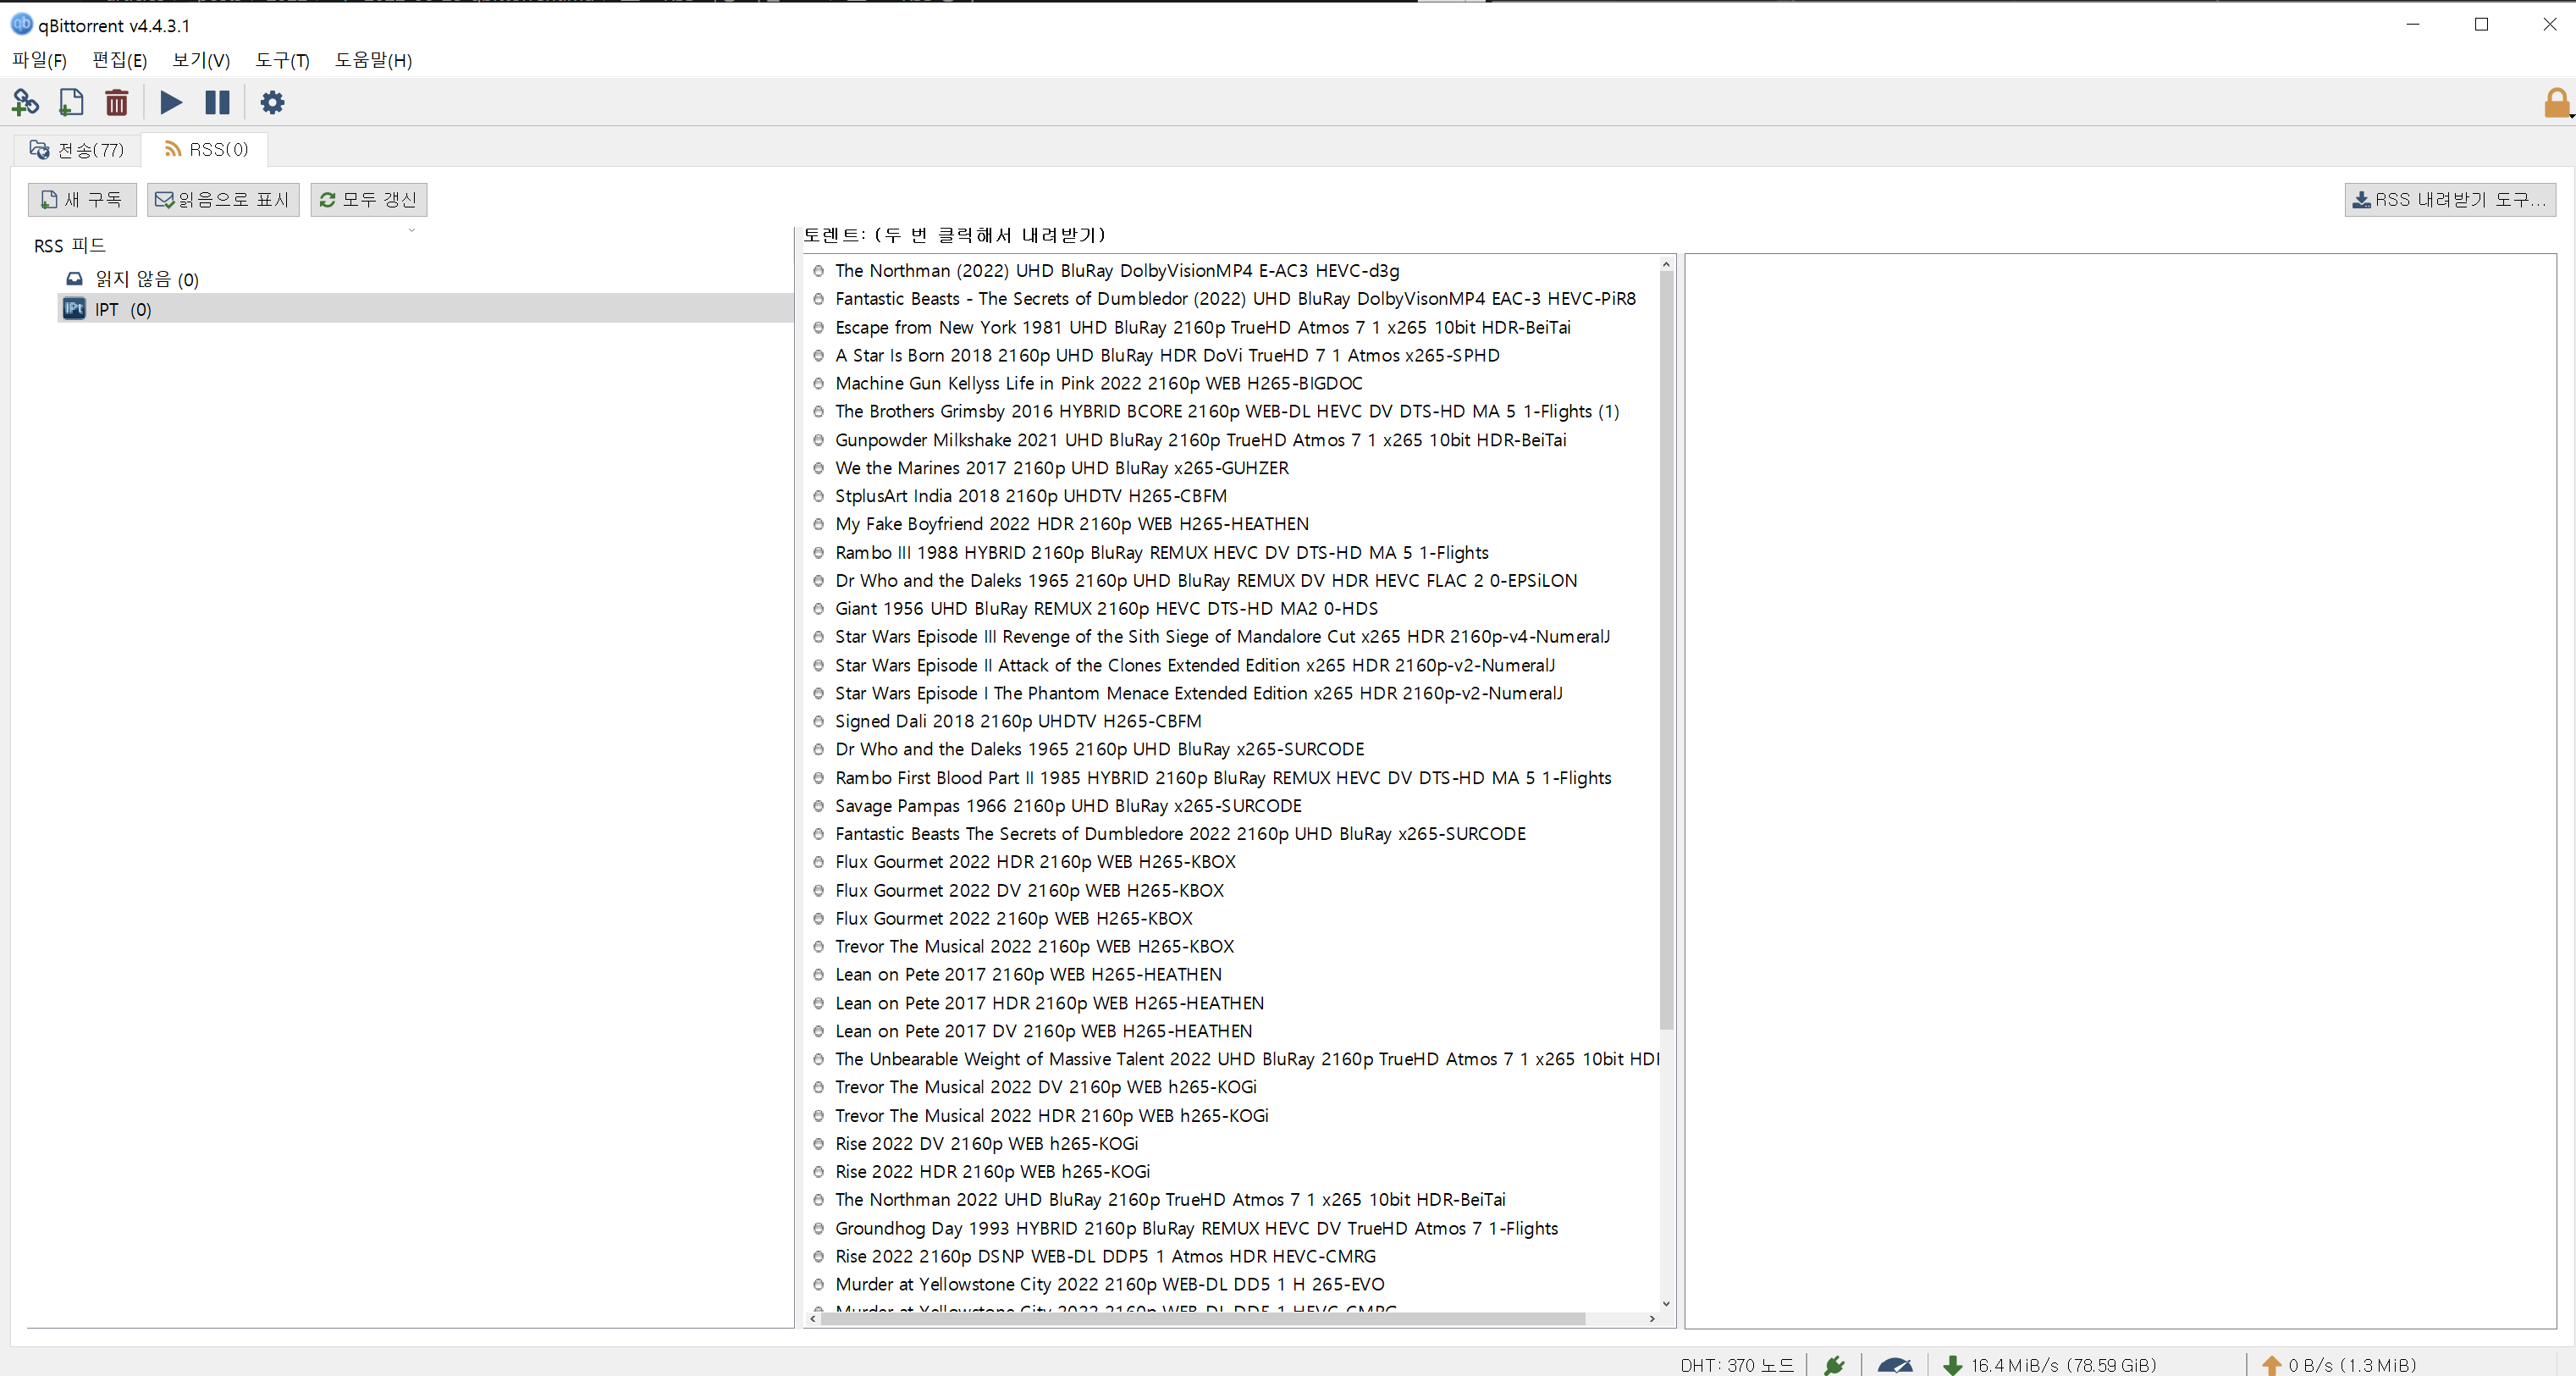 qBittorrent v4.4.3.1
파일(F) 편집(E) 보기(V) 도구(T) 도움말(H)
전송(77) RSS(0)
새 구독 읽음으로 표시 모두 갱신 RSS 내려받기 도구...
RSS 피드
읽지 않음 (0)
IPT (0)
토렌트: (두 번 클릭해서 내려받기)
The Northman (2022) UHD BluRay DolbyVisionMP4 E-AC3 HEVC-d3g
Fantastic Beasts - The Secrets of Dumbledor (2022) UHD BluRay DolbyVisonMP4 EAC-3 HEVC-PiR8
Escape from New York 1981 UHD BluRay 2160p TrueHD Atmos 7 1 x265 10bit HDR-BeiTai
A Star Is Born 2018 2160p UHD BluRay HDR DoVi TrueHD 7 1 Atmos x265-SPHD
Machine Gun Kellyss Life in Pink 2022 2160p WEB H265-BIGDOC
The Brothers Grimsby 2016 HYBRID BCORE 2160p WEB-DL HEVC DV DTS-HD MA 5 1-Flights (1)
Gunpowder Milkshake 2021 UHD BluRay 2160p TrueHD Atmos 7 1 x265 10bit HDR-BeiTai
We the Marines 2017 2160p UHD BluRay x265-GUHZER
StplusArt India 2018 2160p UHDTV H265-CBFM
My Fake Boyfriend 2022 HDR 2160p WEB H265-HEATHEN
Rambo III 1988 HYBRID 2160p BluRay REMUX HEVC DV DTS-HD MA 5 1-Flights
Dr Who and the Daleks 1965 2160p UHD BluRay REMUX DV HDR HEVC FLAC 2 0-EPSiLON
Giant 1956 UHD BluRay REMUX 2160p HEVC DTS-HD MA2 0-HDS
Star Wars Episode III Revenge of the Sith Siege of Mandalore Cut x265 HDR 2160p-v4-NumeralJ
Star Wars Episode II Attack of the Clones Extended Edition x265 HDR 2160p-v2-NumeralJ
Star Wars Episode I The Phantom Menace Extended Edition x265 HDR 2160p-v2-NumeralJ
Signed Dali 2018 2160p UHDTV H265-CBFM
Dr Who and the Daleks 1965 2160p UHD BluRay x265-SURCODE
Rambo First Blood Part II 1985 HYBRID 2160p BluRay REMUX HEVC DV DTS-HD MA 5 1-Flights
Savage Pampas 1966 2160p UHD BluRay x265-SURCODE
Fantastic Beasts The Secrets of Dumbledore 2022 2160p UHD BluRay x265-SURCODE
Flux Gourmet 2022 HDR 2160p WEB H265-KBOX
Flux Gourmet 2022 DV 2160p WEB H265-KBOX
Flux Gourmet 2022 2160p WEB H265-KBOX
Trevor The Musical 2022 2160p WEB H265-KBOX
Lean on Pete 2017 2160p WEB H265-HEATHEN
Lean on Pete 2017 HDR 2160p WEB H265-HEATHEN
Lean on Pete 2017 DV 2160p WEB H265-HEATHEN
The Unbearable Weight of Massive Talent 2022 UHD BluRay 2160p TrueHD Atmos 7 1 x265 10bit HD
Trevor The Musical 2022 DV 2160p WEB h265-KOGi
Trevor The Musical 2022 HDR 2160p WEB h265-KOGi
Rise 2022 DV 2160p WEB h265-KOGi
Rise 2022 HDR 2160p WEB h265-KOGi
The Northman 2022 UHD BluRay 2160p TrueHD Atmos 7 1 x265 10bit HDR-BeiTai
Groundhog Day 1993 HYBRID 2160p BluRay REMUX HEVC DV TrueHD Atmos 7 1-Flights
Rise 2022 2160p DSNP WEB-DL DDP5 1 Atmos HDR HEVC-CMRG
Murder at Yellowstone City 2022 2160p WEB-DL DD5 1 H 265-EVO
Murder at Yellowstone City 2022 2160p WEB-DL DD5 1 HEVC-CMRG
DHT: 370 노드 16.4 MiB/s (78.59 GiB) 0 B/s (1.3 MiB)